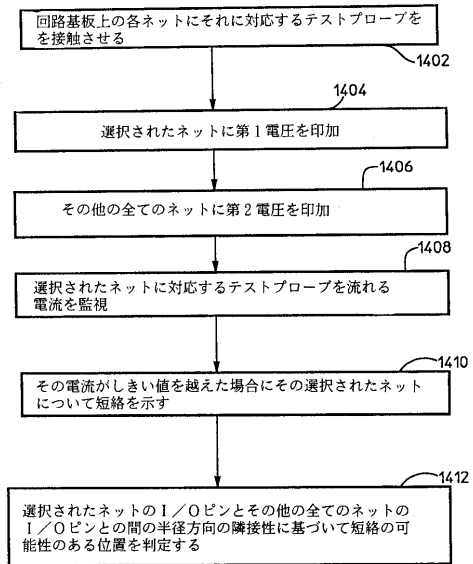 回路基板上の各ネットにそれに対応するテストプローブを
を接触させる
1402
1404
選択されたネットに第1電圧を印加
1406
その他の全てのネットに第2電圧を印加
1408
選択されたネットに対応するテストプローブを流れる
電流を監視
1410
その電流がしきい値を越えた場合にその選択されたネット
について短絡を示す
1412
選択されたネットのI／Oピンとその他の全てのネットの
I／Oピンとの間の半径方向の隣接性に基づいて短絡の可
能性のある位置を判定する